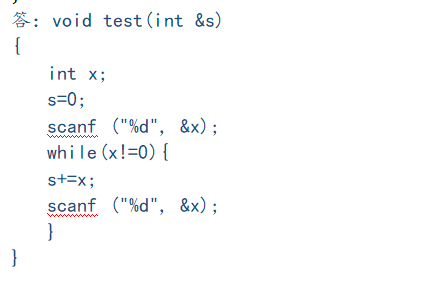 答: void test(int &s)
{
int x;
s=0;
scanf ("%d", &x);
while(x!=0){
s+=x;
scanf ("%d", &x);
}
}